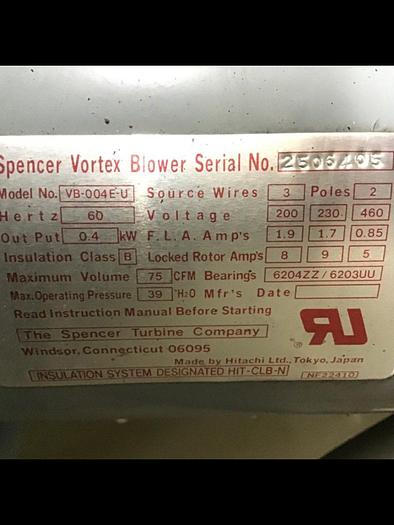 Spencer Vortex Blower Serial No. 2506405
Model No. VB-004E-U Source Wires 3 Poles 2
Hertz 60 Voltage 200 230 460
Out Put 0.4 kW F.L.A. Amp's 1.9 1.7 0.85
Insulation Class B Locked Rotor Amp's 8 9 5
Maximum Volume 75 CFM Bearing's 6204ZZ/6203UU
Max. Operating Pressure 39 "H2O Mfr's Date
Read Instruction Manual Before Starting
The Spencer Turbine Company
Windsor, Connecticut 06095
Made by Hitachi Ltd., Tokyo, Japan
INSULATION SYSTEM DESIGNATED HIT-CLB-N NF22410